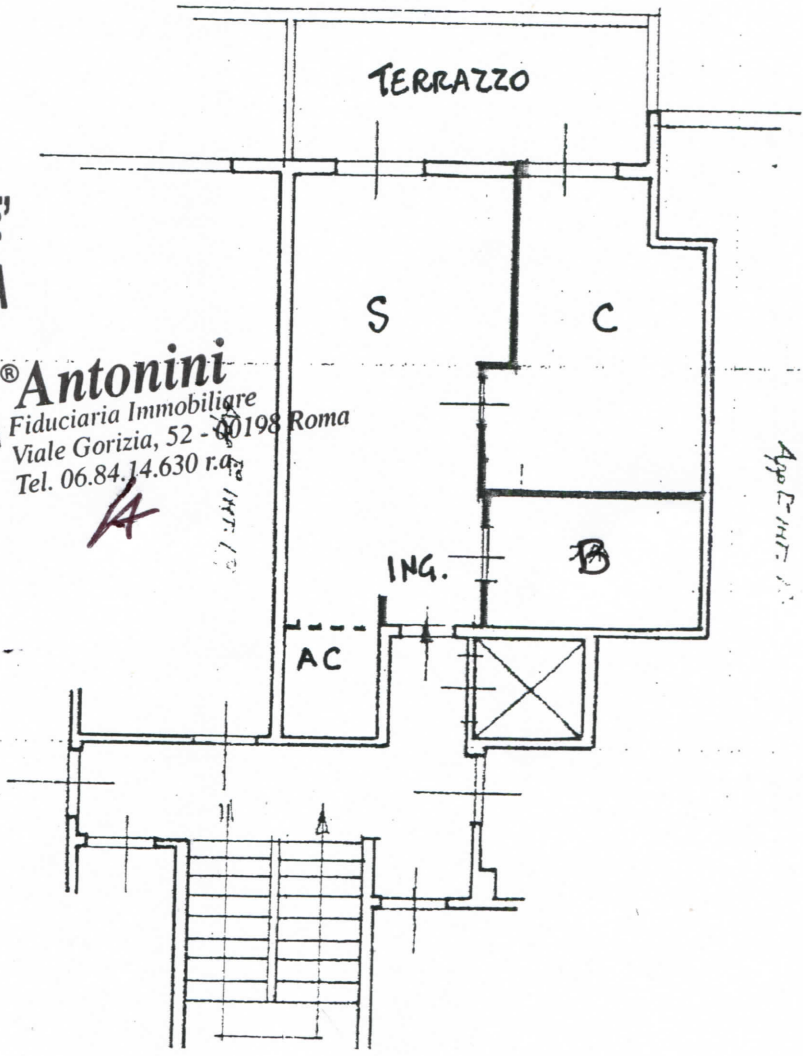 TERRAZZO
S
C
® Antonini
Fiduciaria Immobiliare
Viale Gorizia, 52 - 00198 Roma
Tel. 06.84.14.630 r.a.
ING.
B
AC